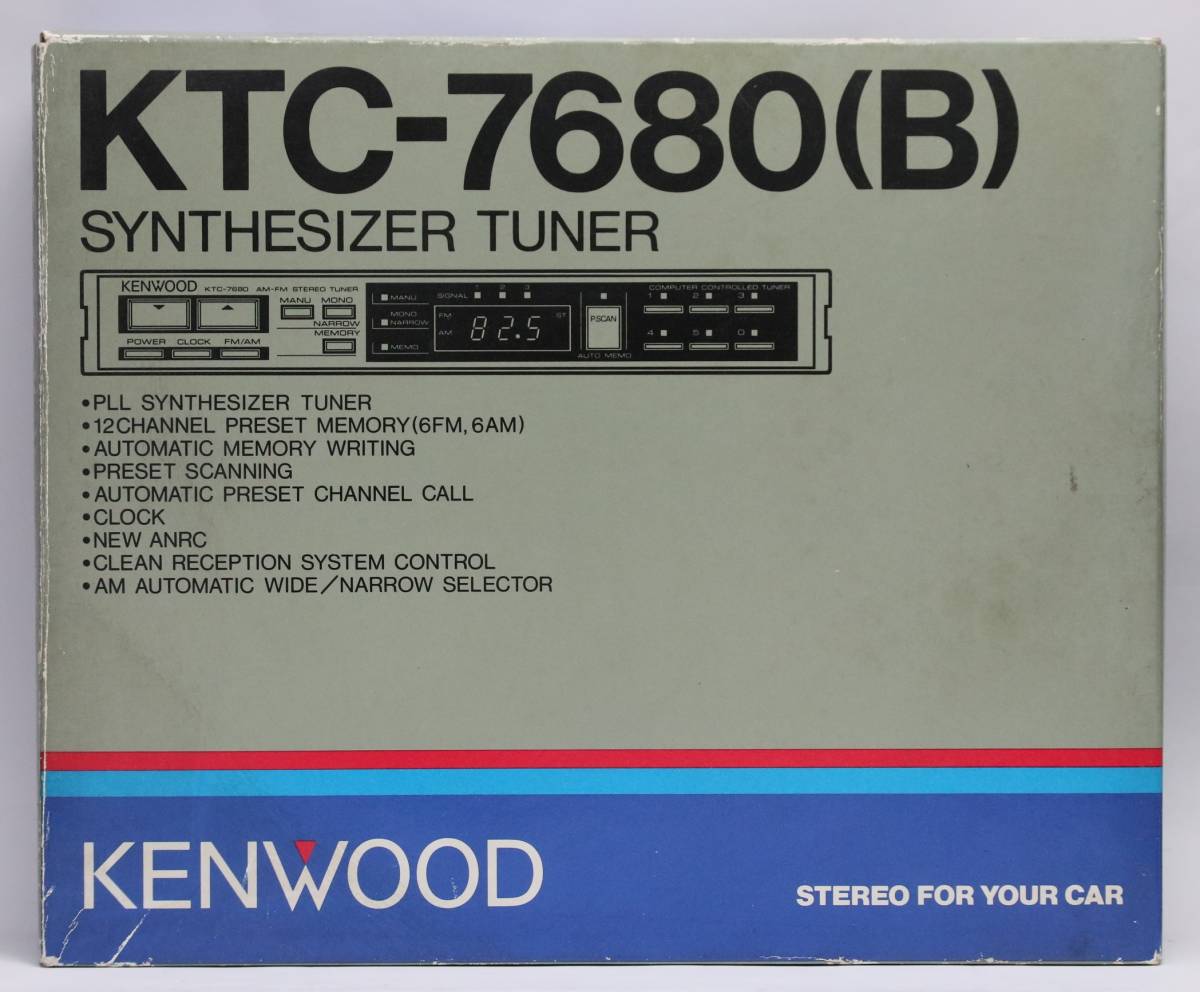 KTC-7680(B)
SYNTHESIZER TUNER
KENWOOD KTC-7680 AM-FM STEREO TUNER
MANU MONO
NARROW
MEMORY
POWER CLOCK FM/AM
MANU
MONO
NARROW
MEMO
SIGNAL 1 2 3
FM 82.5 ST
AM
P.SCAN
AUTO MEMO
COMPUTER CONTROLLED TUNER
1 2 3
4 5 0
•PLL SYNTHESIZER TUNER
•12CHANNEL PRESET MEMORY(6FM, 6AM)
•AUTOMATIC MEMORY WRITING
•PRESET SCANNING
•AUTOMATIC PRESET CHANNEL CALL
•CLOCK
•NEW ANRC
•CLEAN RECEPTION SYSTEM CONTROL
•AM AUTOMATIC WIDE/NARROW SELECTOR
KENWOOD
STEREO FOR YOUR CAR